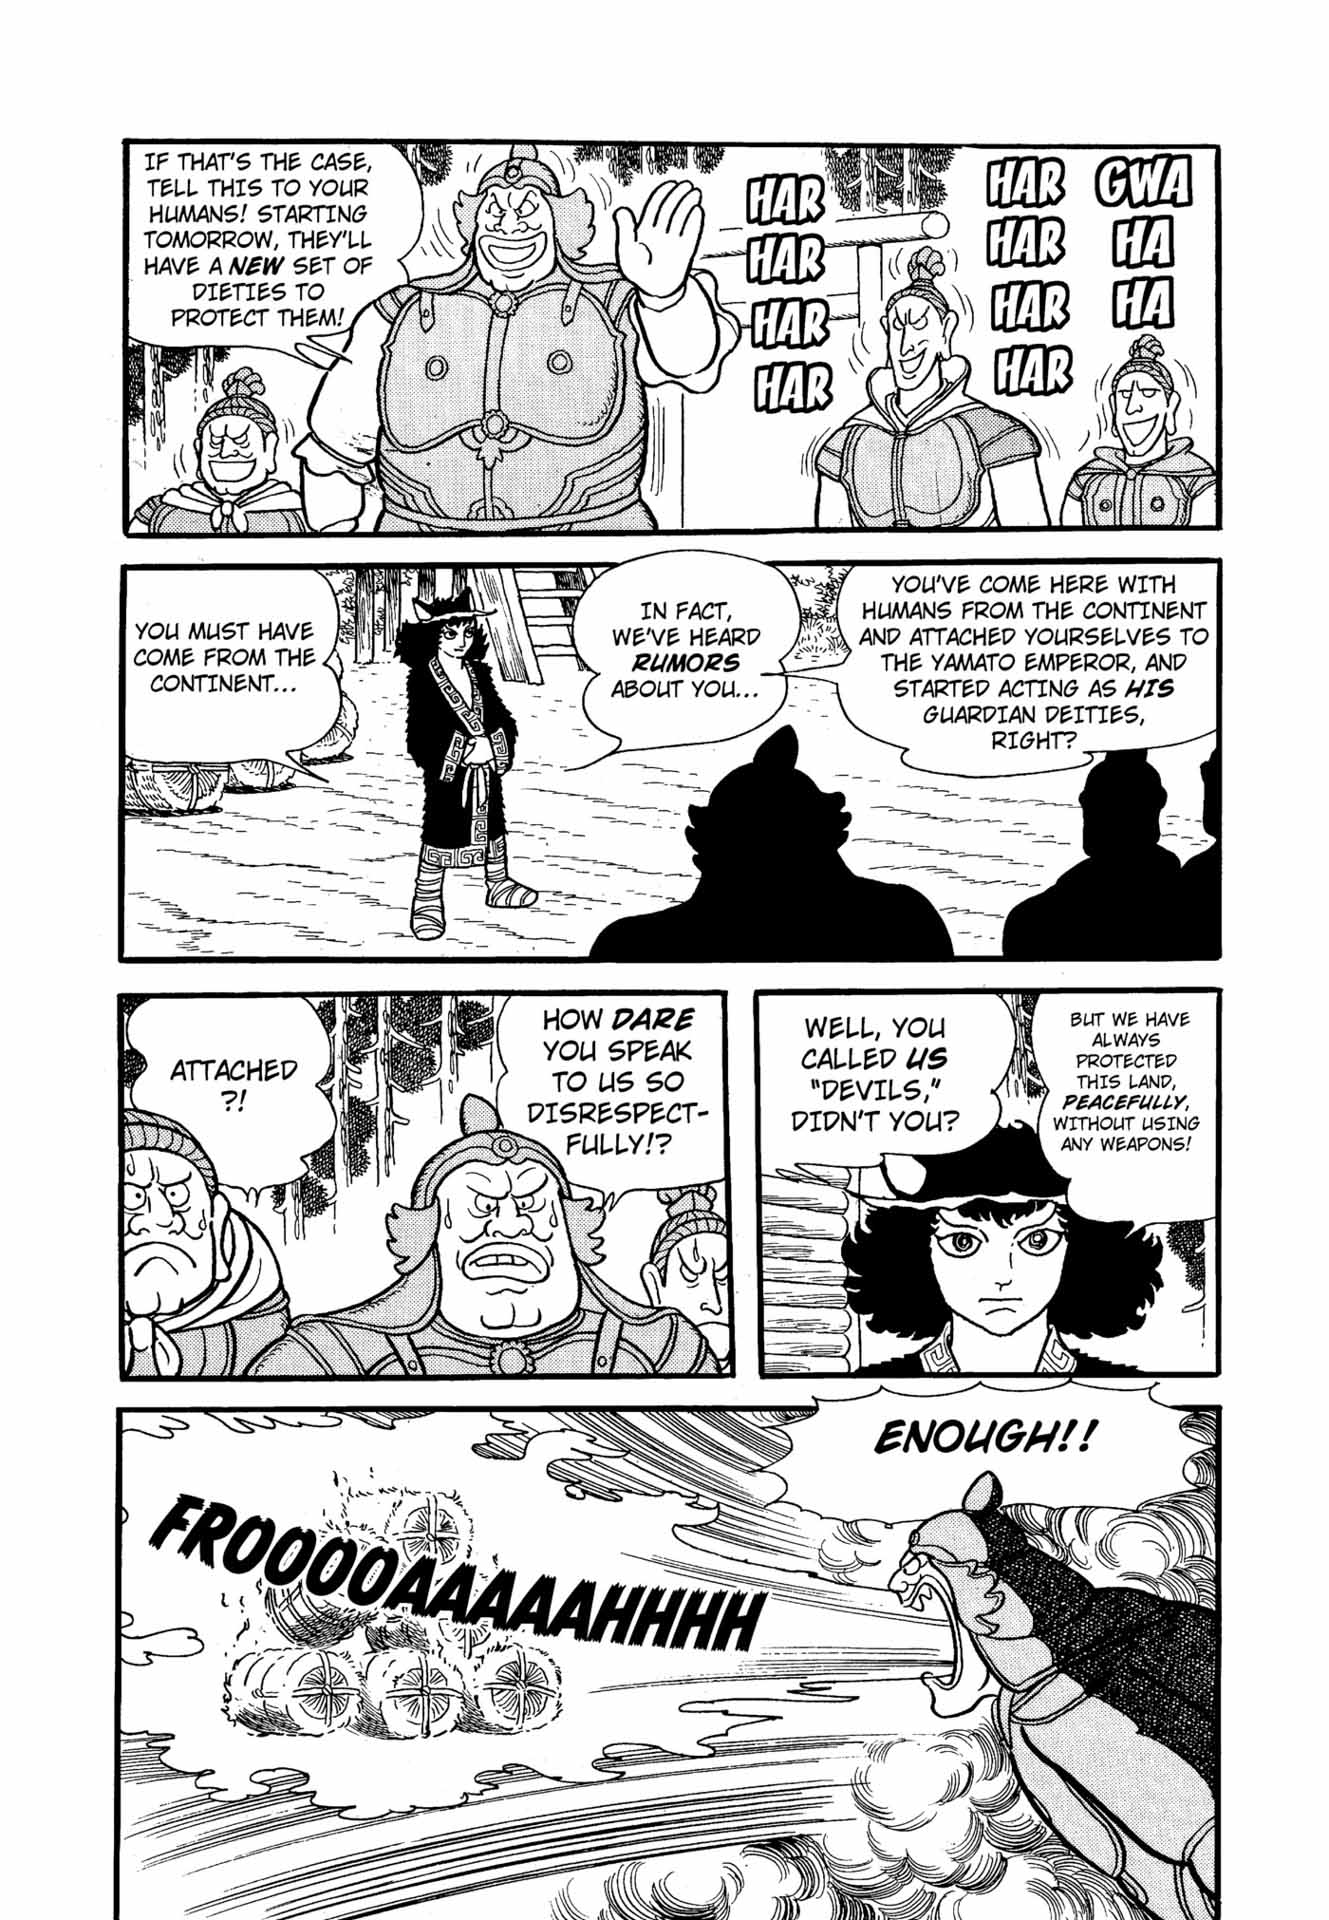 IF THAT'S THE CASE,
TELL THIS TO YOUR
HUMANS! STARTING
TOMORROW, THEY'LL
HAVE A NEW SET OF
DIETIES TO
PROTECT THEM!
HAR
HAR
HAR
HAR
HAR
HAR
HAR
HAR
GWA
HA
HA
YOU MUST HAVE
COME FROM THE
CONTINENT...
IN FACT,
WE'VE HEARD
RUMORS
ABOUT YOU...
YOU'VE COME HERE WITH
HUMANS FROM THE CONTINENT
AND ATTACHED YOURSELVES TO
THE YAMATO EMPEROR, AND
STARTED ACTING AS HIS
GUARDIAN DEITIES,
RIGHT?
ATTACHED
?!
HOW DARE
YOU SPEAK
TO US SO
DISRESPECT-
FULLY!?
WELL, YOU
CALLED US
"DEVILS,"
DIDN'T YOU?
BUT WE HAVE
ALWAYS
PROTECTED
THIS LAND,
PEACEFULLY,
WITHOUT USING
ANY WEAPONS!
ENOUGH!!
FROOOOAAAAAHHHH